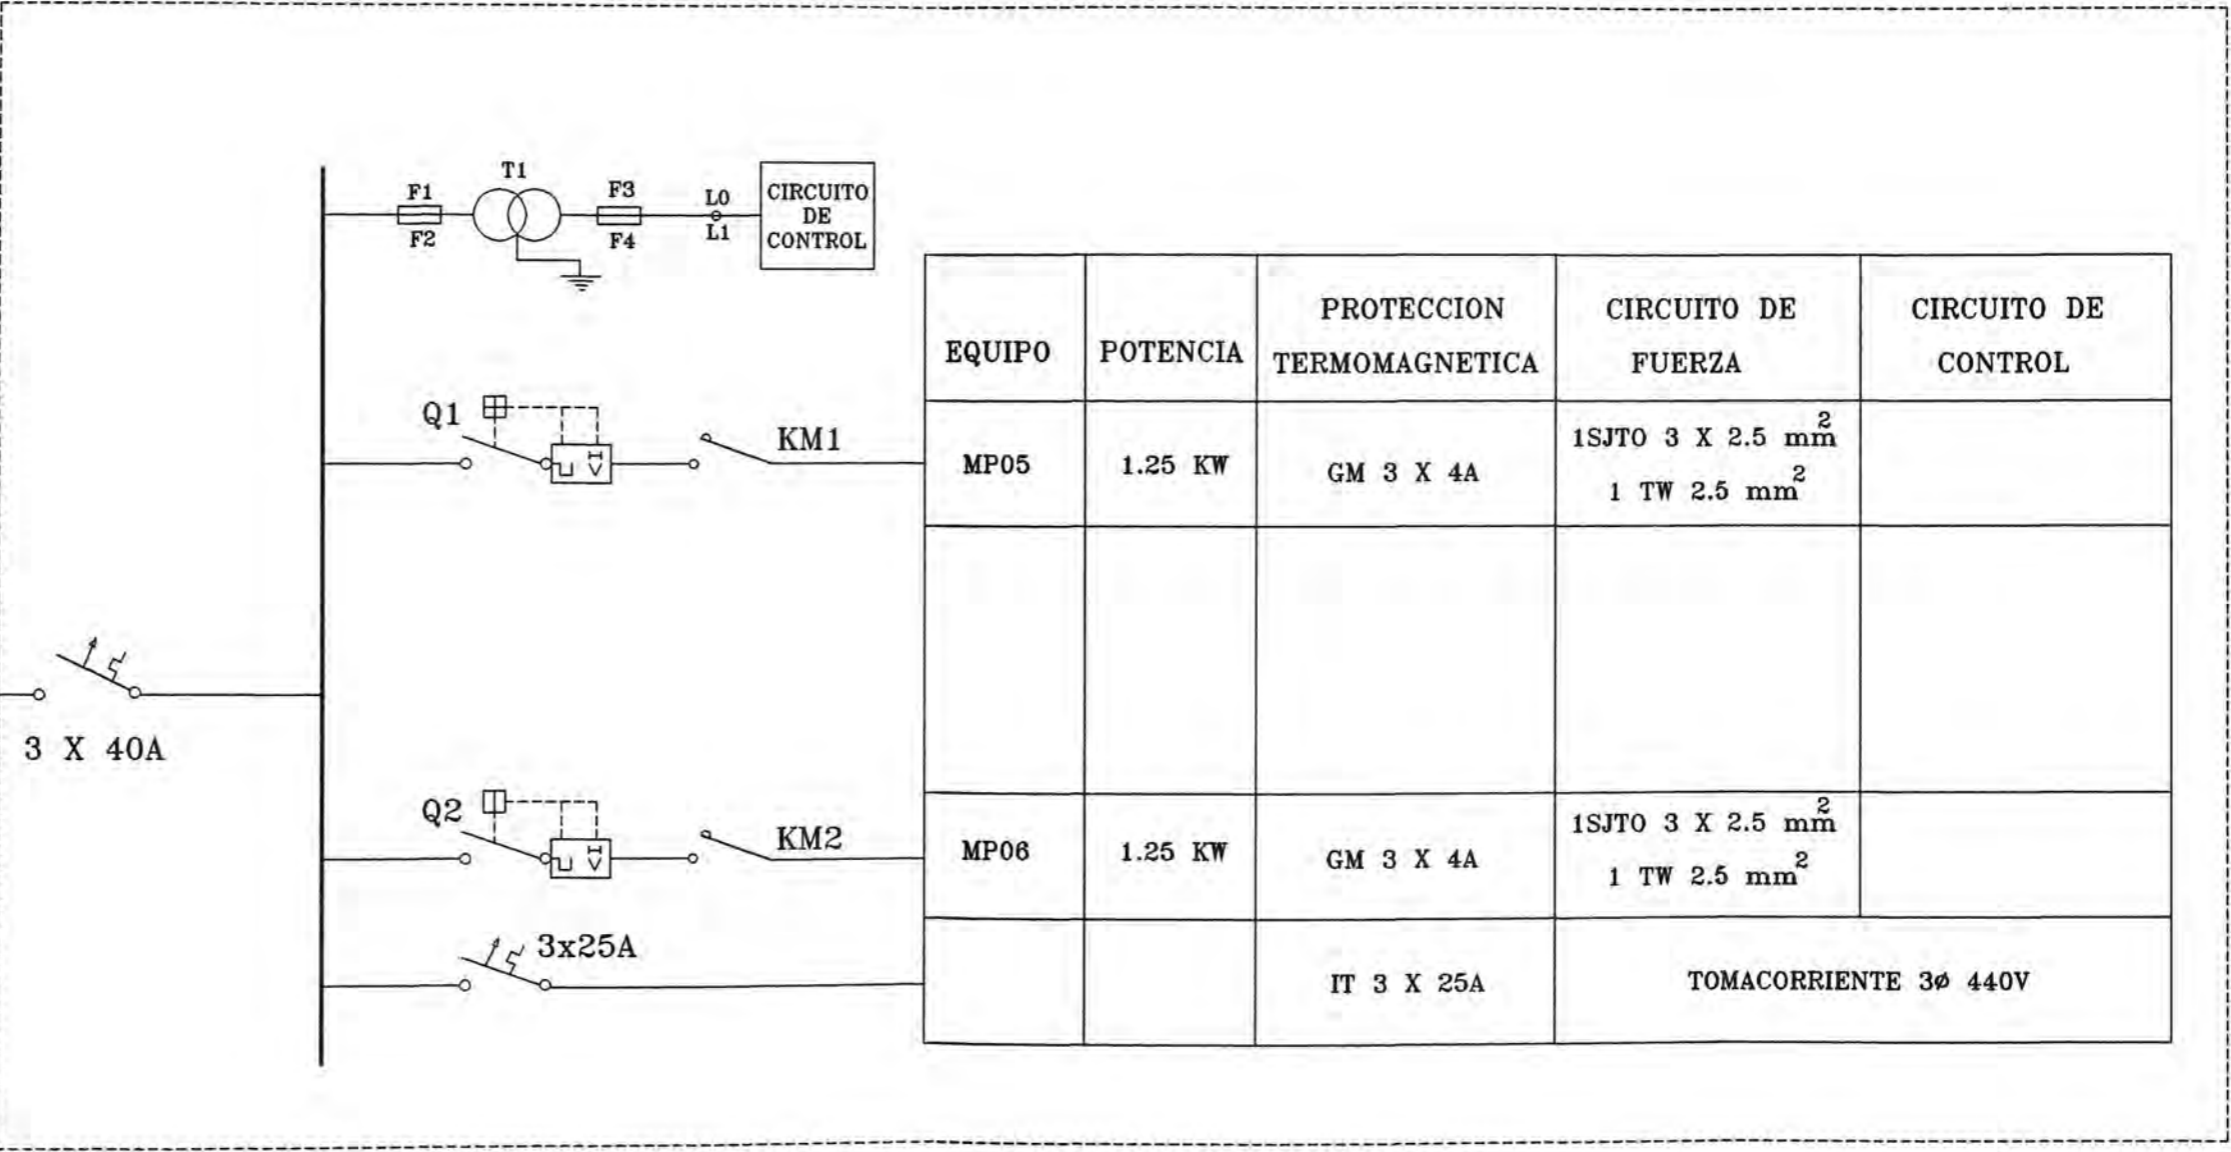 T1
F1
F2
F3
F4
L0
L1
CIRCUITO
DE
CONTROL
EQUIPO
POTENCIA
PROTECCION
TERMOMAGNETICA
CIRCUITO DE
FUERZA
CIRCUITO DE
CONTROL
Q1
KM1
MP05
1.25 KW
GM 3 X 4A
1SJTO 3 X 2.5 mm²
1 TW 2.5 mm²
3 X 40A
Q2
KM2
MP06
1.25 KW
GM 3 X 4A
1SJTO 3 X 2.5 mm²
1 TW 2.5 mm²
3x25A
IT 3 X 25A
TOMACORRIENTE 3ø 440V